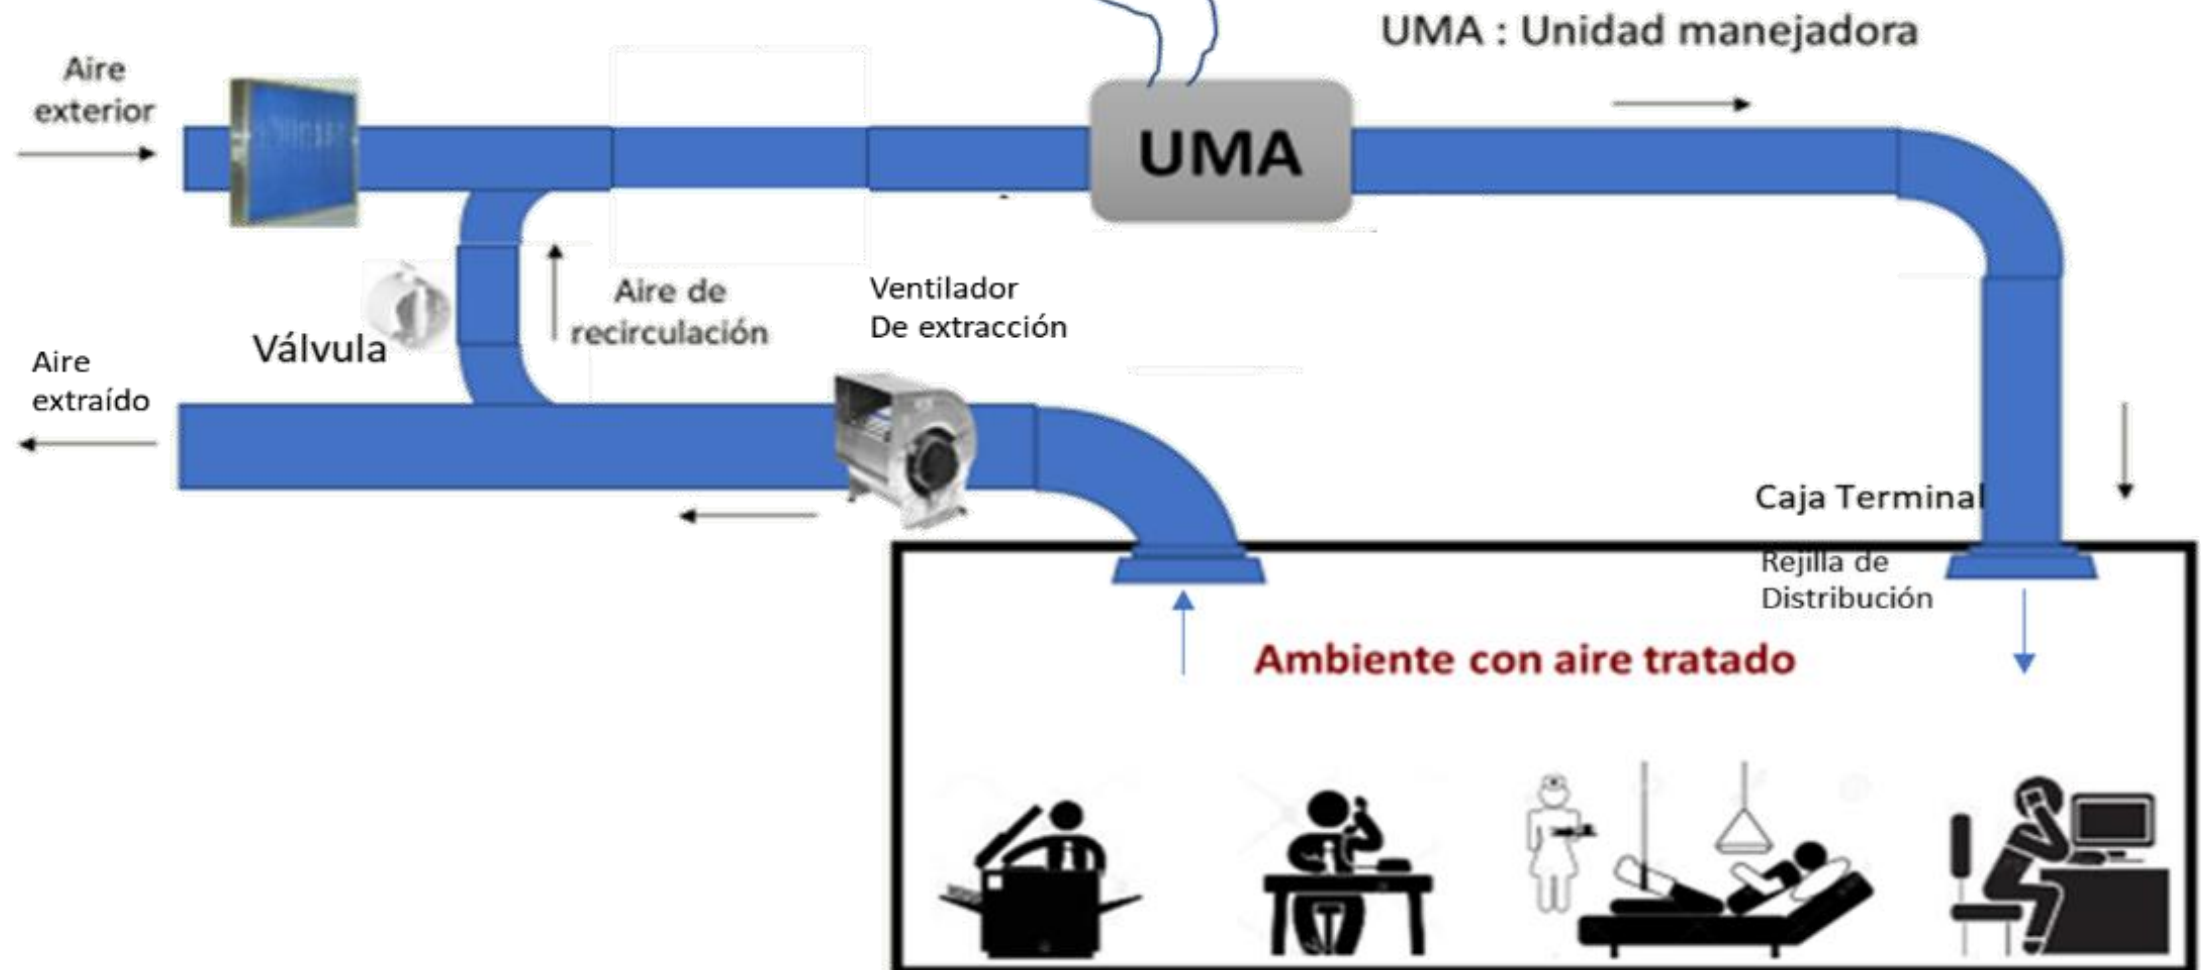 UMA : Unidad manejadora
Aire
exterior
UMA
Aire de
recirculación
Ventilador
De extracción
Válvula
Aire
extraído
Caja Terminal
Rejilla de
Distribución
Ambiente con aire tratado